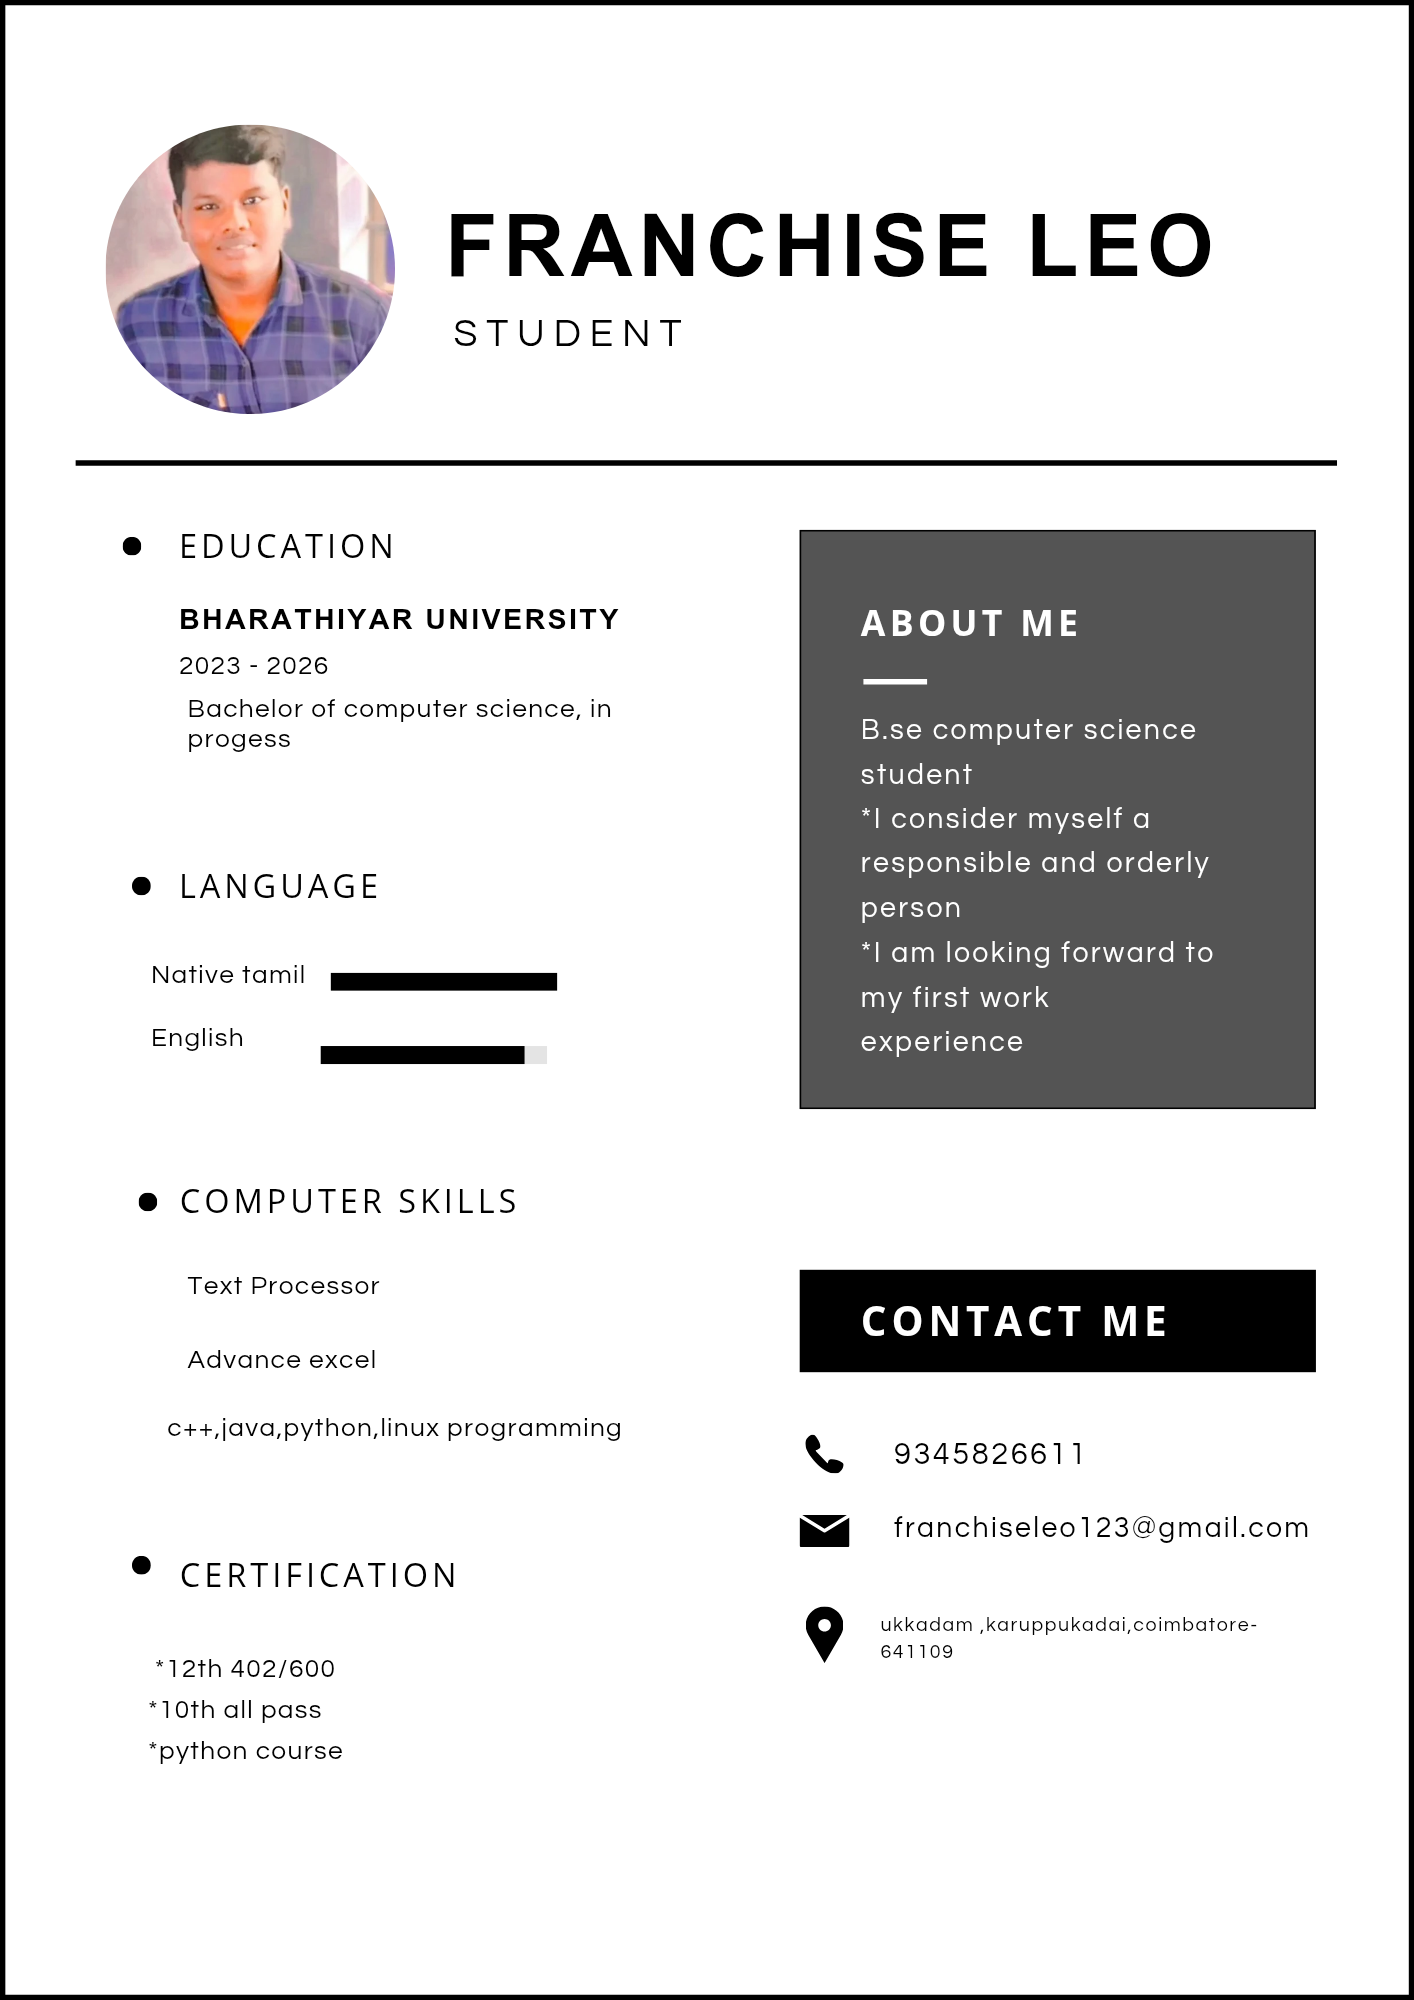 FRANCHISE LEO
STUDENT
EDUCATION
BHARATHIYAR UNIVERSITY
2023 - 2026
Bachelor of computer science, in
progess
LANGUAGE
Native tamil
English
COMPUTER SKILLS
Text Processor
Advance excel
c++,java,python,linux programming
CERTIFICATION
*12th 402/600
*10th all pass
*python course
ABOUT ME
B.se computer science
student
*I consider myself a
responsible and orderly
person
*I am looking forward to
my first work
experience
CONTACT ME
9345826611
franchiseleo123@gmail.com
ukkadam ,karuppukadai,coimbatore-
641109